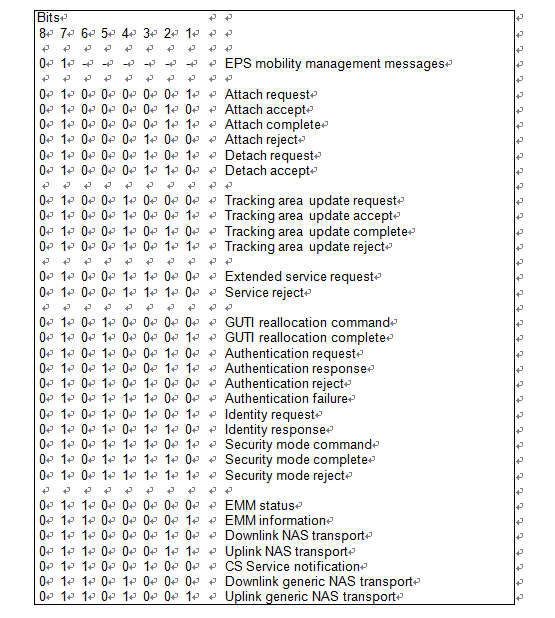 Bits
8 7 6 5 4 3 2 1
0 1 - - - - - - EPS mobility management messages
0 1 0 0 0 0 0 1 Attach request
0 1 0 0 0 0 1 0 Attach accept
0 1 0 0 0 0 1 1 Attach complete
0 1 0 0 0 1 0 0 Attach reject
0 1 0 0 0 1 0 1 Detach request
0 1 0 0 0 1 1 0 Detach accept
0 1 0 0 1 0 0 0 Tracking area update request
0 1 0 0 1 0 0 1 Tracking area update accept
0 1 0 0 1 0 1 0 Tracking area update complete
0 1 0 0 1 0 1 1 Tracking area update reject
0 1 0 0 1 1 0 0 Extended service request
0 1 0 0 1 1 1 0 Service reject
0 1 0 1 0 0 0 0 GUTI reallocation command
0 1 0 1 0 0 0 1 GUTI reallocation complete
0 1 0 1 0 0 1 0 Authentication request
0 1 0 1 0 0 1 1 Authentication response
0 1 0 1 0 1 0 0 Authentication reject
0 1 0 1 1 1 0 0 Authentication failure
0 1 0 1 0 1 0 1 Identity request
0 1 0 1 0 1 1 0 Identity response
0 1 0 1 1 1 0 1 Security mode command
0 1 0 1 1 1 1 0 Security mode complete
0 1 0 1 1 1 1 1 Security mode reject
0 1 1 0 0 0 0 0 EMM status
0 1 1 0 0 0 0 1 EMM information
0 1 1 0 0 0 1 0 Downlink NAS transport
0 1 1 0 0 0 1 1 Uplink NAS transport
0 1 1 0 0 1 0 0 CS Service notification
0 1 1 0 1 0 0 0 Downlink generic NAS transport
0 1 1 0 1 0 0 1 Uplink generic NAS transport